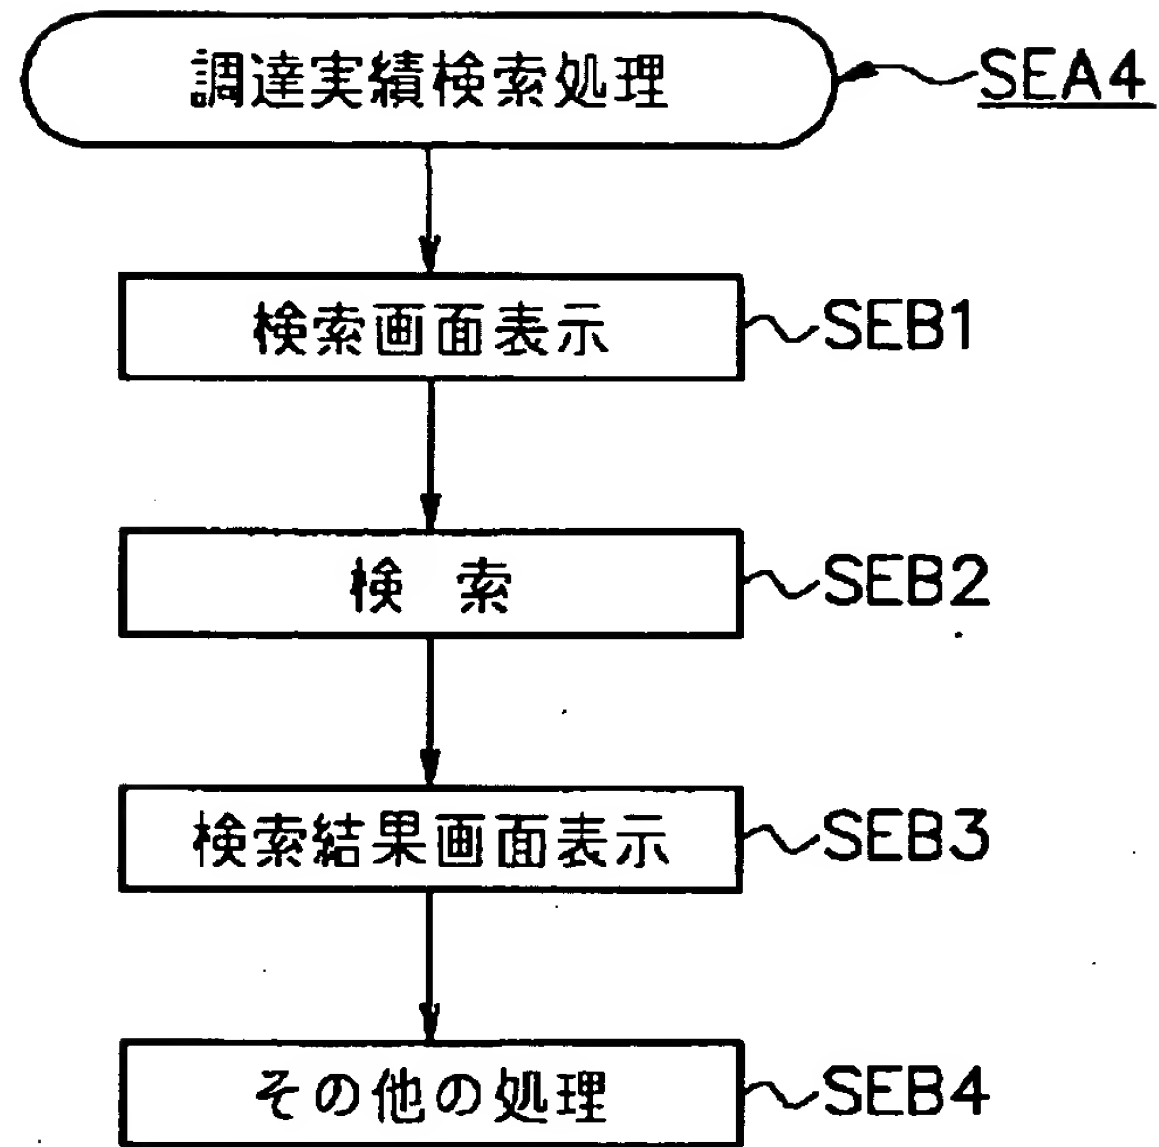 調達実績検索処理 SEA4
検索画面表示 SEB1
検 索 SEB2
検索結果画面表示 SEB3
その他の処理 SEB4